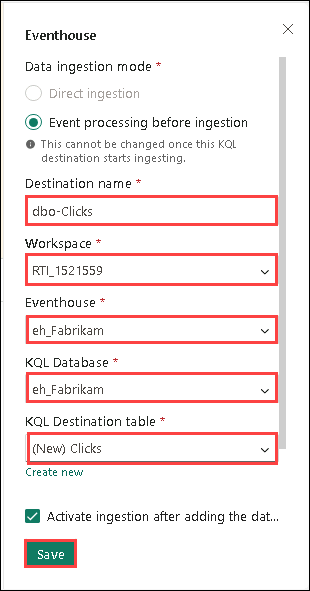 Eventhouse
Data ingestion mode *
Direct ingestion
Event processing before ingestion
This cannot be changed once this KQL
destination starts ingesting.
Destination name *
dbo-Clicks
Workspace *
RTI_1521559
Eventhouse *
eh_Fabrikam
KQL Database *
eh_Fabrikam
KQL Destination table *
(New) Clicks
Create new
Activate ingestion after adding the dat...
Save